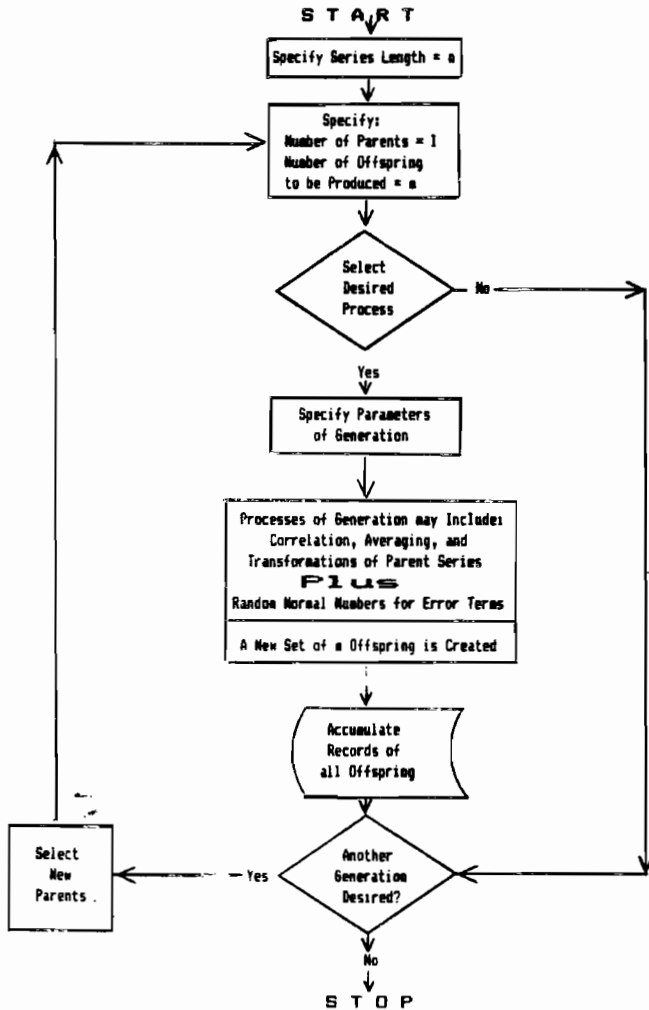 START
Specify Series Length = n
Specify:
Number of Parents = 1
Number of Offspring
to be Produced = m
Select
Desired
Process
No
Yes
Specify Parameters
of Generation
Processes of Generation may Include:
Correlation, Averaging, and
Transformations of Parent Series
Plus
Random Normal Numbers for Error Terms
A New Set of m Offspring is Created
Accumulate
Records of
all Offspring
Another
Generation
Desired?
Yes
Select
New
Parents
No
STOP